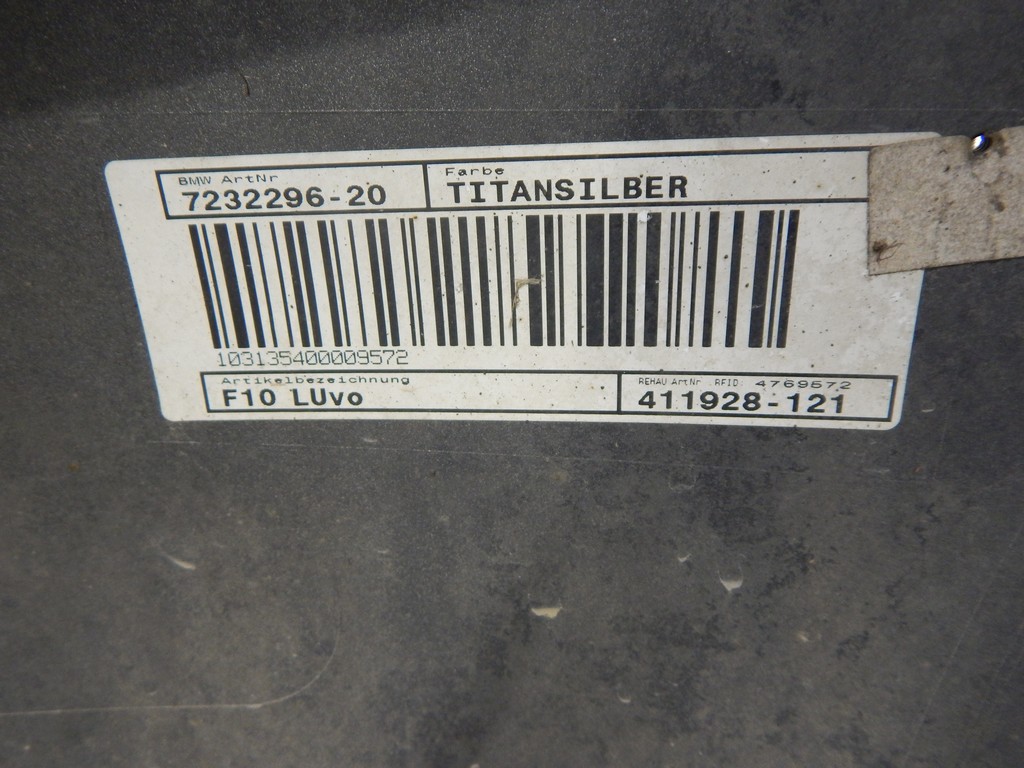 BMW ArtNr Farbe
7232296-20 TITANSILBER
103135400009572
Artikelbezeichnung REHAU ArtNr. RFID: 4769572
F10 LUvo 411928-121